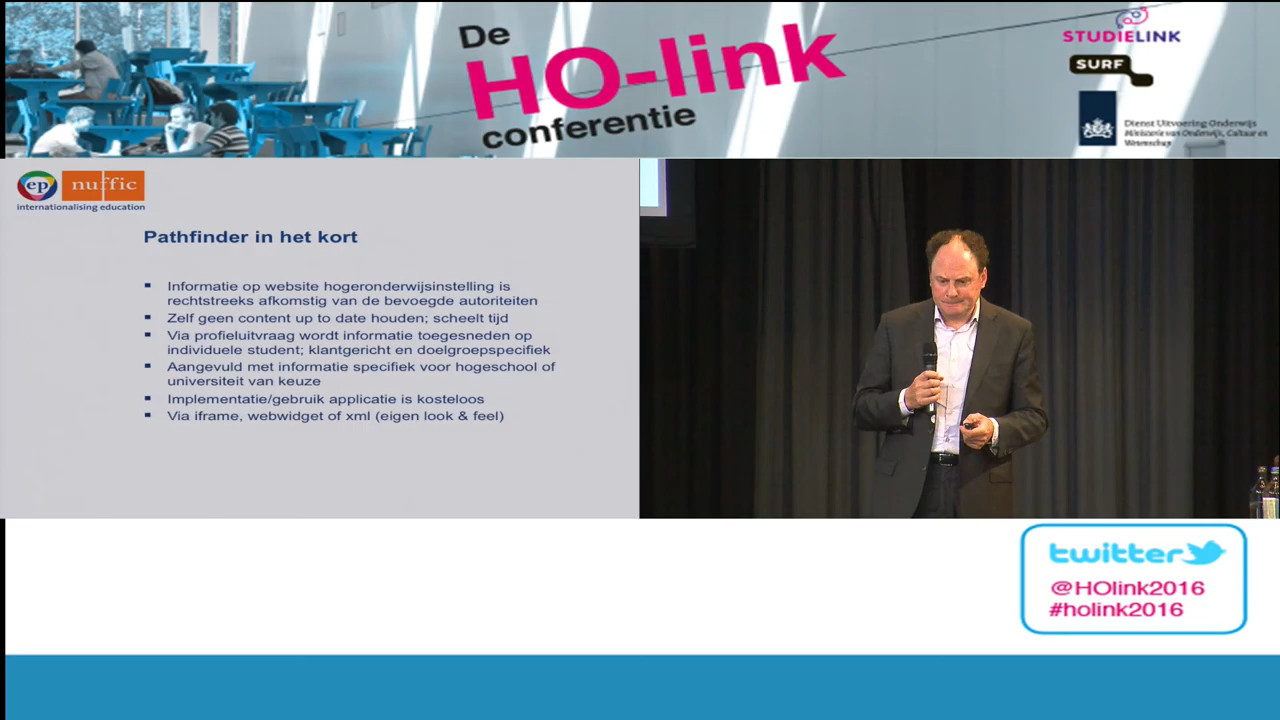 De
HO-link
conferentie
STUDIELINK
SURF
Dienst Uitvoering Onderwijs
Ministerie van Onderwijs, Cultuur en
Wetenschap
ep nuffic
internationalising education
Pathfinder in het kort
Informatie op website hogeronderwijsinstelling is
rechtstreeks afkomstig van de bevoegde autoriteiten
Zelf geen content up to date houden; scheelt tijd
Via profieluitvraag wordt informatie toegesneden op
individuele student; klantgericht en doelgroepspecifiek
Aangevuld met informatie specifiek voor hogeschool of
universiteit van keuze
Implementatie/gebruik applicatie is kosteloos
Via iframe, webwidget of xml (eigen look & feel)
twitter
@HOlink2016
#holink2016